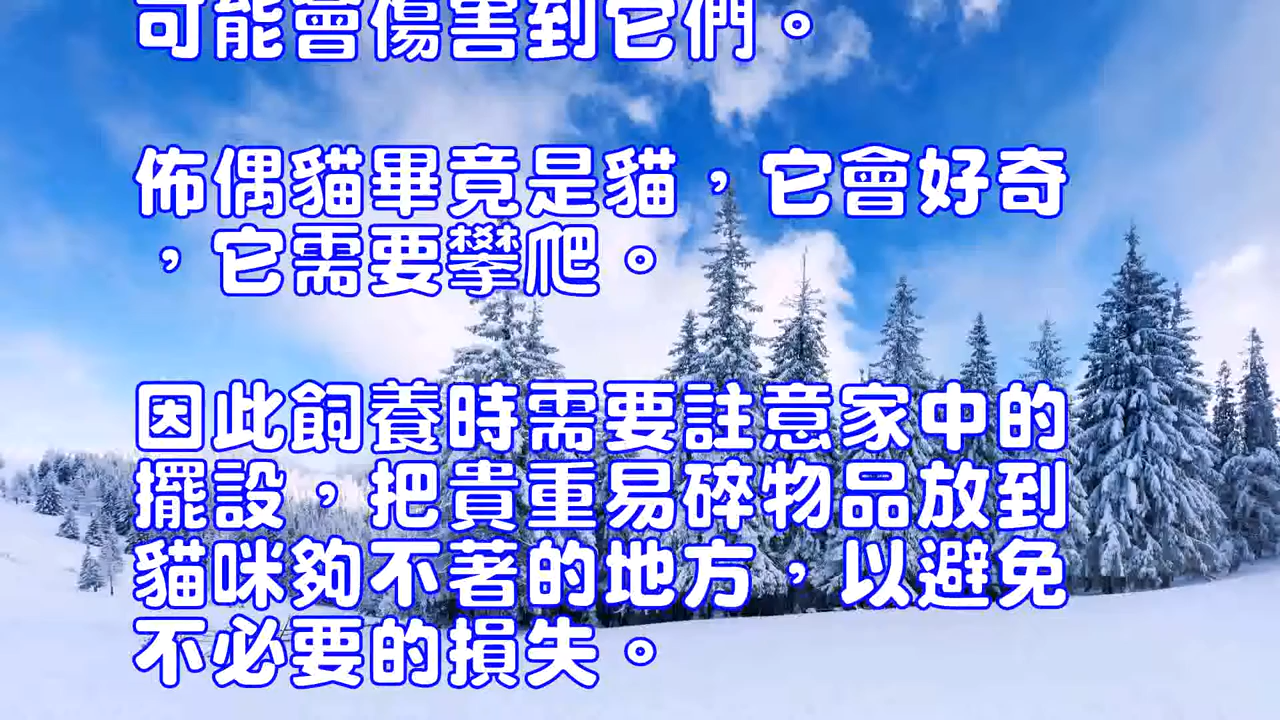 可能會傷害到它們。
佈偶貓畢竟是貓，它會好奇
，它需要攀爬。
因此飼養時需要註意家中的
擺設，把貴重易碎物品放到
貓咪夠不著的地方，以避免
不必要的損失。